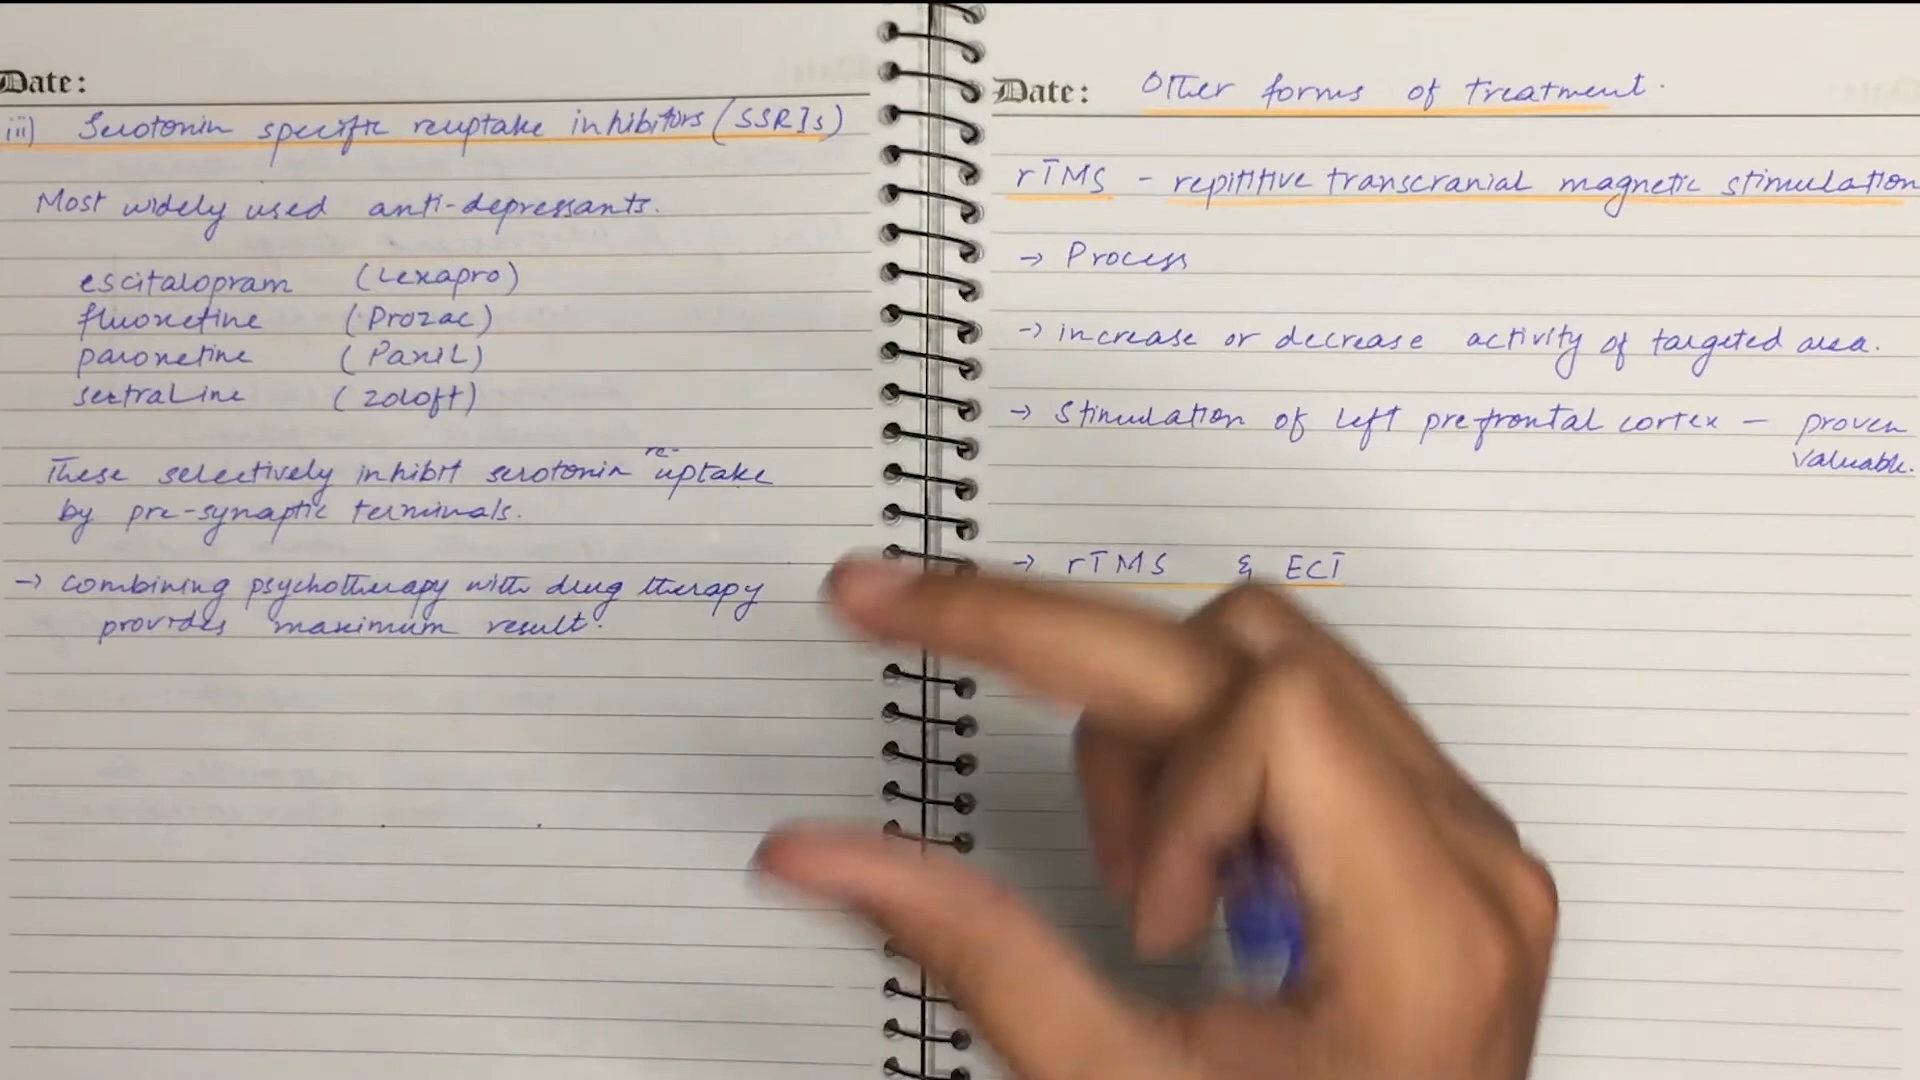 Date:
iii) Serotonin specific reuptake inhibitors (SSRIs)
Most widely used anti-depressants.
escitalopram (Lexapro)
fluoxetine (Prozac)
paroxetine (Paxil)
sertraline (Zoloft)
These selectively inhibit serotonin re-uptake
by pre-synaptic terminals.
→ combining psychotherapy with drug therapy
provides maximum result.
Date: Other forms of treatment.
rTMS - repititive transcranial magnetic stimulation
→ Process
→ increase or decrease activity of targeted area.
→ Stimulation of left prefrontal cortex - proven
valuable.
→ rTMS & ECT